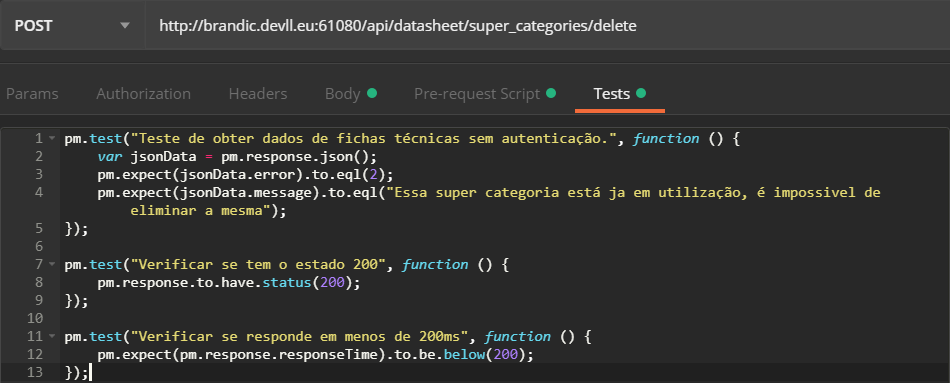 POST http://brandic.devll.eu:61080/api/datasheet/super_categories/delete
Params Authorization Headers Body Pre-request Script Tests
1 pm.test("Teste de obter dados de fichas técnicas sem autenticação.", function () {
2 var jsonData = pm.response.json();
3 pm.expect(jsonData.error).to.eql(2);
4 pm.expect(jsonData.message).to.eql("Essa super categoria está ja em utilização, é impossivel de
eliminar a mesma");
5 });
6
7 pm.test("Verificar se tem o estado 200", function () {
8 pm.response.to.have.status(200);
9 });
10
11 pm.test("Verificar se responde em menos de 200ms", function () {
12 pm.expect(pm.response.responseTime).to.be.below(200);
13 });